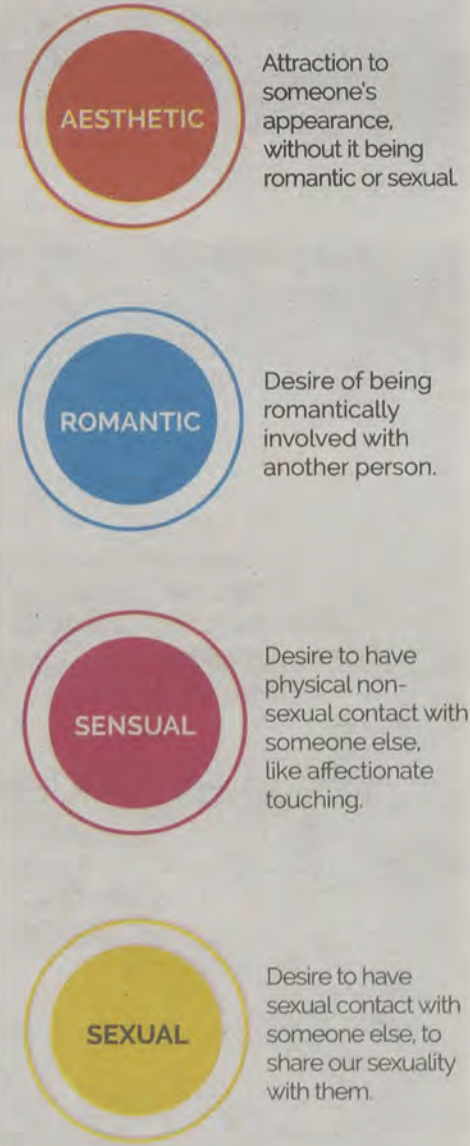 AESTHETIC
Attraction to
someone's
appearance,
without it being
romantic or sexual.
ROMANTIC
Desire of being
romantically
involved with
another person.
SENSUAL
Desire to have
physical non-
sexual contact with
someone else,
like affectionate
touching.
SEXUAL
Desire to have
sexual contact with
someone else, to
share our sexuality
with them.